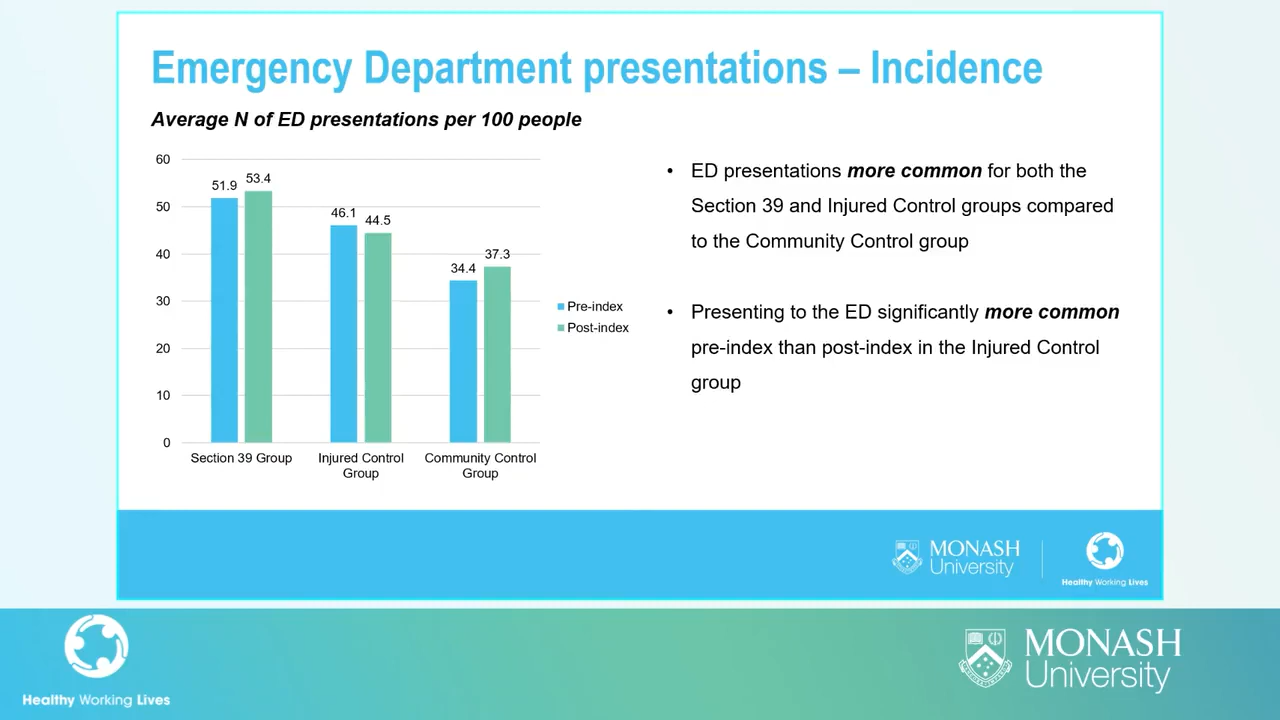 Emergency Department presentations – Incidence
Average N of ED presentations per 100 people
60
50
40
30
20
10
0
51.9
53.4
46.1
44.5
34.4
37.3
Section 39 Group
Injured Control
Group
Community Control
Group
Pre-index
Post-index
• ED presentations more common for both the
Section 39 and Injured Control groups compared
to the Community Control group
• Presenting to the ED significantly more common
pre-index than post-index in the Injured Control
group
MONASH
University
Healthy Working Lives
Healthy Working Lives
MONASH
University